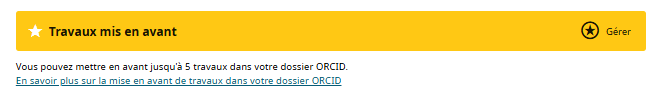 Travaux mis en avant
Gérer
Vous pouvez mettre en avant jusqu'à 5 travaux dans votre dossier ORCID.
En savoir plus sur la mise en avant de travaux dans votre dossier ORCID